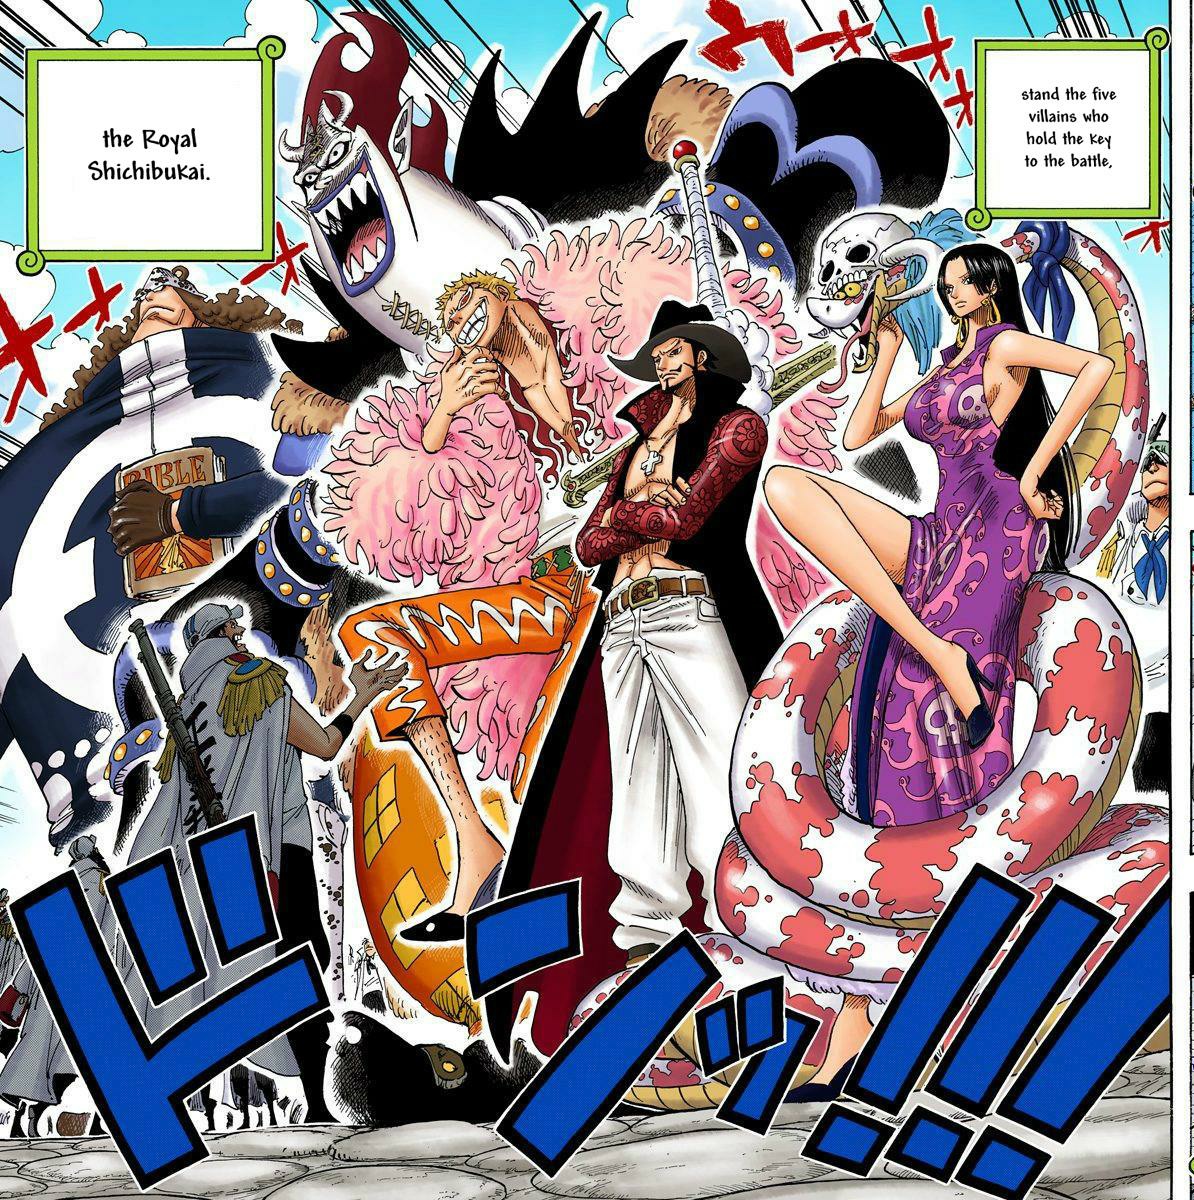 stand the five
villains who
hold the key
to the battle,
the Royal
Shichibukai.
BIBLE
ドンッ!!!